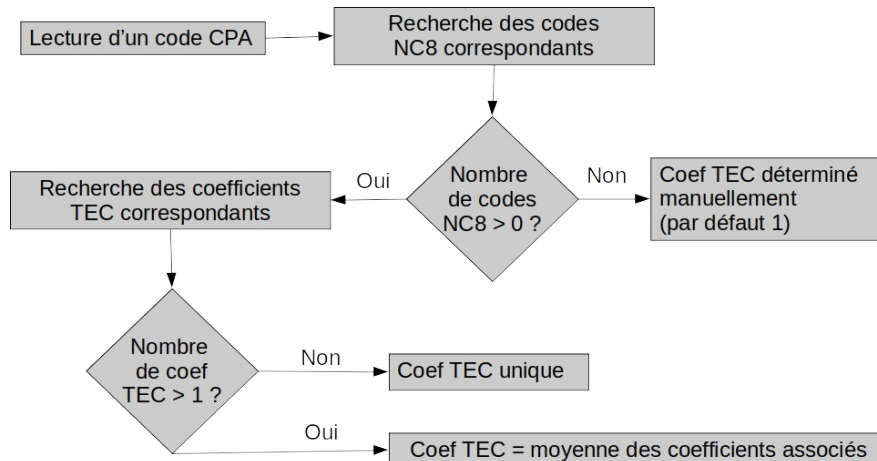 Lecture d'un code CPA
Recherche des codes
NC8 correspondants
Nombre
de codes
NC8 > 0 ?
Oui
Non
Recherche des coefficients
TEC correspondants
Coef TEC déterminé
manuellement
(par défaut 1)
Nombre
de coef
TEC > 1 ?
Non
Coef TEC unique
Oui
Coef TEC = moyenne des coefficients associés